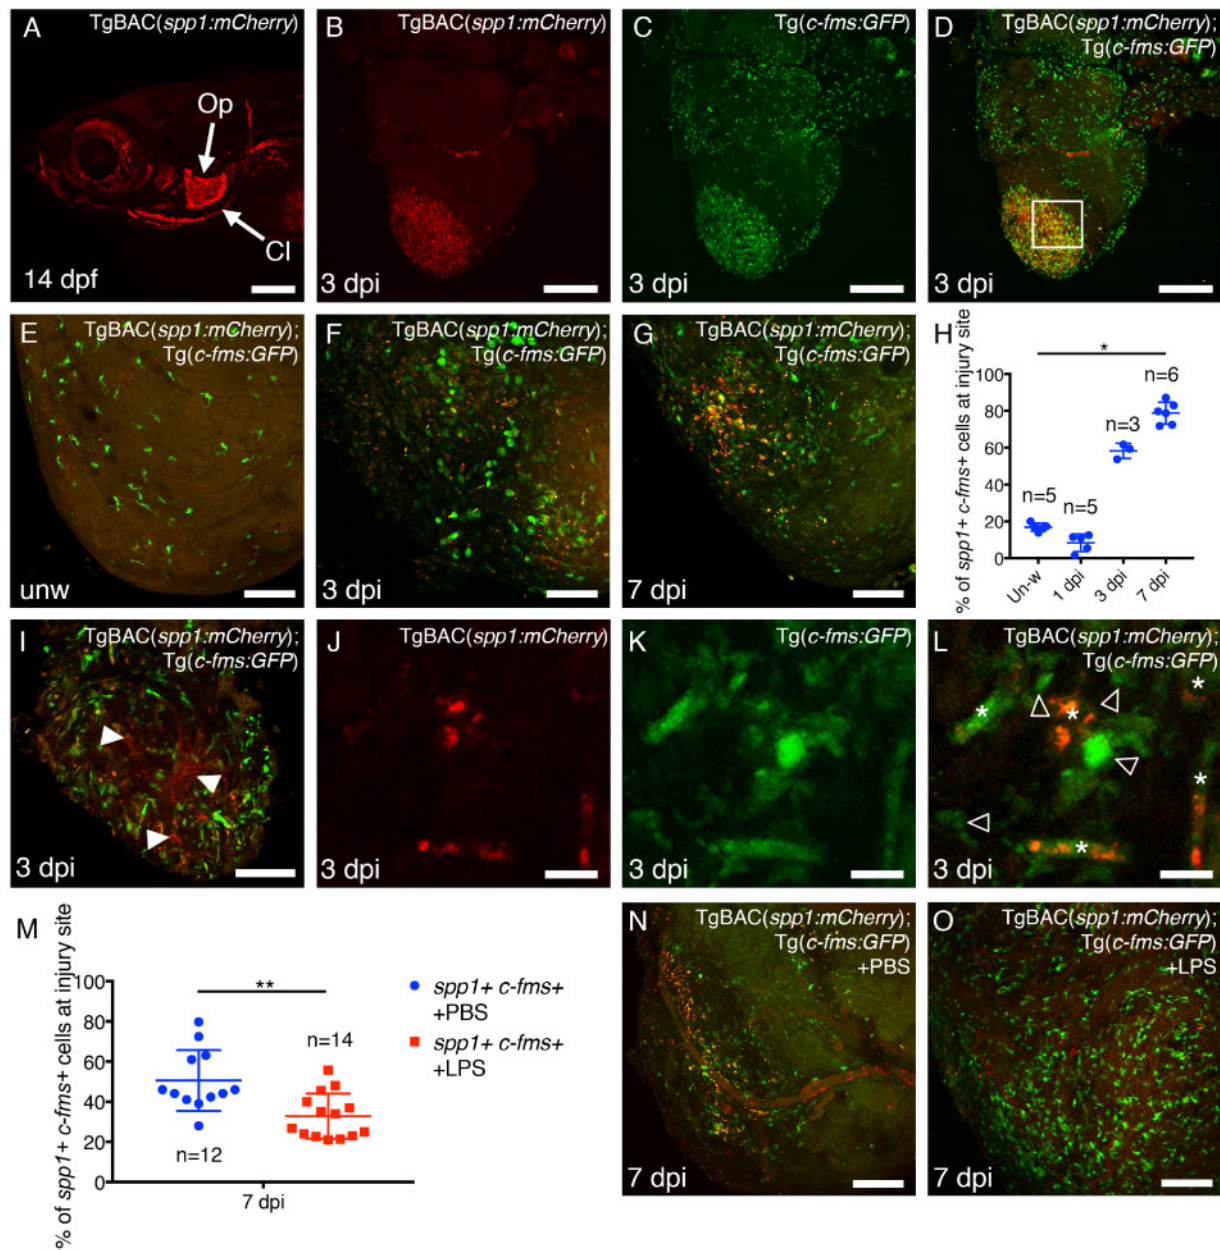 A
TgBAC(spp1:mCherry)
Op
Cl
14 dpf
B
TgBAC(spp1:mCherry)
3 dpi
C
Tg(c-fms:GFP)
3 dpi
D
TgBAC(spp1:mCherry);
Tg(c-fms:GFP)
3 dpi
E
TgBAC(spp1:mCherry);
Tg(c-fms:GFP)
unw
F
TgBAC(spp1:mCherry);
Tg(c-fms:GFP)
3 dpi
G
TgBAC(spp1:mCherry);
Tg(c-fms:GFP)
7 dpi
H
% of spp1+ c-fms+ cells at injury site
100
80
60
40
20
0
*
n=5
n=5
n=3
n=6
Un-w
1 dpi
3 dpi
7 dpi
I
TgBAC(spp1:mCherry);
Tg(c-fms:GFP)
3 dpi
J
TgBAC(spp1:mCherry)
3 dpi
K
Tg(c-fms:GFP)
3 dpi
L
TgBAC(spp1:mCherry);
Tg(c-fms:GFP)
*
*
*
*
*
3 dpi
M
% of spp1+ c-fms+ cells at injury site
100
80
60
40
20
0
**
n=12
n=14
7 dpi
spp1+ c-fms+
+PBS
spp1+ c-fms+
+LPS
N
TgBAC(spp1:mCherry);
Tg(c-fms:GFP)
+PBS
7 dpi
O
TgBAC(spp1:mCherry);
Tg(c-fms:GFP)
+LPS
7 dpi